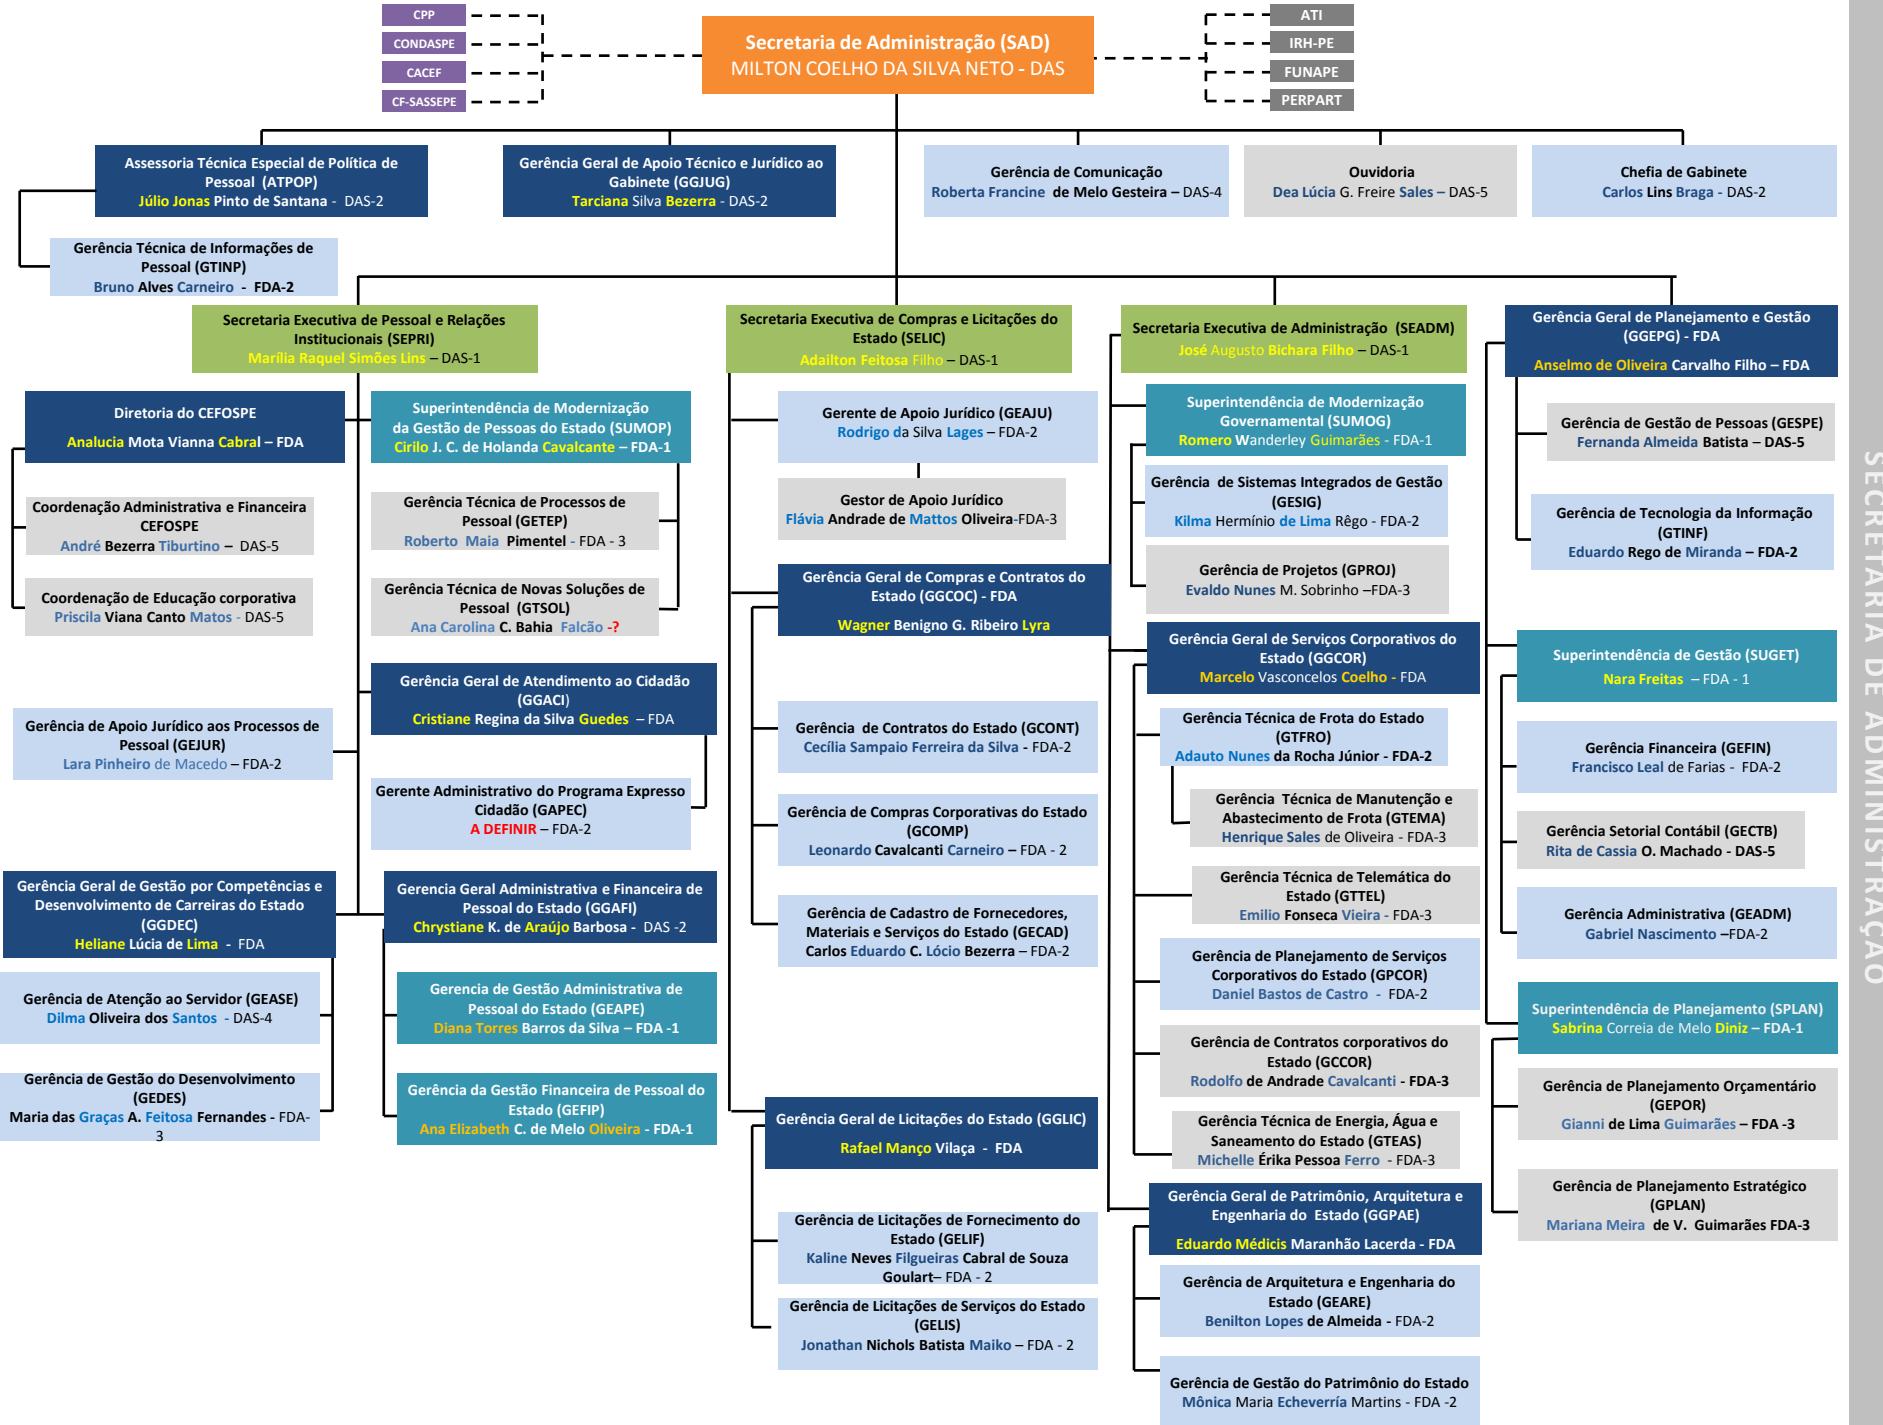 CPP
CONDASPE
CACEF
CF-SASSEPE
Secretaria de Administração (SAD)
MILTON COELHO DA SILVA NETO - DAS
ATI
IRH-PE
FUNAPE
PERPART
Assessoria Técnica Especial de Política de
Pessoal (ATPOP)
Júlio Jonas Pinto de Santana - DAS-2
Gerência Geral de Apoio Técnico e Jurídico ao
Gabinete (GGJUG)
Tarciana Silva Bezerra - DAS-2
Gerência de Comunicação
Roberta Francine de Melo Gesteira – DAS-4
Ouvidoria
Dea Lúcia G. Freire Sales – DAS-5
Chefia de Gabinete
Carlos Lins Braga - DAS-2
Gerência Técnica de Informações de
Pessoal (GTINP)
Bruno Alves Carneiro - FDA-2
Secretaria Executiva de Pessoal e Relações
Institucionais (SEPRI)
Marília Raquel Simões Lins – DAS-1
Secretaria Executiva de Compras e Licitações do
Estado (SELIC)
Adailton Feitosa Filho – DAS-1
Secretaria Executiva de Administração (SEADM)
José Augusto Bichara Filho – DAS-1
Gerência Geral de Planejamento e Gestão
(GGEPG) - FDA
Anselmo de Oliveira Carvalho Filho – FDA
Diretoria do CEFOSPE
Analucia Mota Vianna Cabral – FDA
Coordenação Administrativa e Financeira
CEFOSPE
André Bezerra Tiburtino – DAS-5
Coordenação de Educação corporativa
Priscila Viana Canto Matos - DAS-5
Superintendência de Modernização
da Gestão de Pessoas do Estado (SUMOP)
Cirilo J. C. de Holanda Cavalcante – FDA-1
Gerência Técnica de Processos de
Pessoal (GETEP)
Roberto Maia Pimentel - FDA - 3
Gerência Técnica de Novas Soluções de
Pessoal (GTSOL)
Ana Carolina C. Bahia Falcão -?
Gerência Geral de Atendimento ao Cidadão
(GGACI)
Cristiane Regina da Silva Guedes – FDA
Gerência de Apoio Jurídico aos Processos de
Pessoal (GEJUR)
Lara Pinheiro de Macedo – FDA-2
Gerente Administrativo do Programa Expresso
Cidadão (GAPEC)
A DEFINIR – FDA-2
Gerência Geral de Gestão por Competências e
Desenvolvimento de Carreiras do Estado
(GGDEC)
Heliane Lúcia de Lima - FDA
Gerência de Atenção ao Servidor (GEASE)
Dilma Oliveira dos Santos - DAS-4
Gerência de Gestão do Desenvolvimento
(GEDES)
Maria das Graças A. Feitosa Fernandes - FDA-
3
Gerencia Geral Administrativa e Financeira de
Pessoal do Estado (GGAFI)
Chrystiane K. de Araújo Barbosa - DAS -2
Gerencia de Gestão Administrativa de
Pessoal do Estado (GEAPE)
Diana Torres Barros da Silva – FDA -1
Gerência da Gestão Financeira de Pessoal do
Estado (GEFIP)
Ana Elizabeth C. de Melo Oliveira - FDA-1
Gerente de Apoio Jurídico (GEAJU)
Rodrigo da Silva Lages – FDA-2
Gestor de Apoio Jurídico
Flávia Andrade de Mattos Oliveira-FDA-3
Gerência Geral de Compras e Contratos do
Estado (GGCOC) - FDA
Wagner Benigno G. Ribeiro Lyra
Gerência de Contratos do Estado (GCONT)
Cecília Sampaio Ferreira da Silva - FDA-2
Gerência de Compras Corporativas do Estado
(GCOMP)
Leonardo Cavalcanti Carneiro – FDA - 2
Gerência de Cadastro de Fornecedores,
Materiais e Serviços do Estado (GECAD)
Carlos Eduardo C. Lócio Bezerra – FDA-2
Gerência Geral de Licitações do Estado (GGLIC)
Rafael Manço Vilaça - FDA
Gerência de Licitações de Fornecimento do
Estado (GELIF)
Kaline Neves Filgueiras Cabral de Souza
Goulart– FDA - 2
Gerência de Licitações de Serviços do Estado
(GELIS)
Jonathan Nichols Batista Maiko – FDA - 2
Superintendência de Modernização
Governamental (SUMOG)
Romero Wanderley Guimarães - FDA-1
Gerência de Sistemas Integrados de Gestão
(GESIG)
Kilma Hermínio de Lima Rêgo - FDA-2
Gerência de Projetos (GPROJ)
Evaldo Nunes M. Sobrinho –FDA-3
Gerência Geral de Serviços Corporativos do
Estado (GGCOR)
Marcelo Vasconcelos Coelho - FDA
Gerência Técnica de Frota do Estado
(GTFRO)
Adauto Nunes da Rocha Júnior - FDA-2
Gerência Técnica de Manutenção e
Abastecimento de Frota (GTEMA)
Henrique Sales de Oliveira - FDA-3
Gerência Técnica de Telemática do
Estado (GTTEL)
Emilio Fonseca Vieira - FDA-3
Gerência de Planejamento de Serviços
Corporativos do Estado (GPCOR)
Daniel Bastos de Castro - FDA-2
Gerência de Contratos corporativos do
Estado (GCCOR)
Rodolfo de Andrade Cavalcanti - FDA-3
Gerência Técnica de Energia, Água e
Saneamento do Estado (GTEAS)
Michelle Érika Pessoa Ferro - FDA-3
Gerência Geral de Patrimônio, Arquitetura e
Engenharia do Estado (GGPAE)
Eduardo Médicis Maranhão Lacerda - FDA
Gerência de Arquitetura e Engenharia do
Estado (GEARE)
Benilton Lopes de Almeida - FDA-2
Gerência de Gestão do Patrimônio do Estado
Mônica Maria Echeverría Martins - FDA -2
Gerência de Gestão de Pessoas (GESPE)
Fernanda Almeida Batista – DAS-5
Gerência de Tecnologia da Informação
(GTINF)
Eduardo Rego de Miranda – FDA-2
Superintendência de Gestão (SUGET)
Nara Freitas – FDA - 1
Gerência Financeira (GEFIN)
Francisco Leal de Farias - FDA-2
Gerência Setorial Contábil (GECTB)
Rita de Cassia O. Machado - DAS-5
Gerência Administrativa (GEADM)
Gabriel Nascimento –FDA-2
Superintendência de Planejamento (SPLAN)
Sabrina Correia de Melo Diniz – FDA-1
Gerência de Planejamento Orçamentário
(GEPOR)
Gianni de Lima Guimarães – FDA -3
Gerência de Planejamento Estratégico
(GPLAN)
Mariana Meira de V. Guimarães FDA-3
SECRETARIA DE ADMINISTRAÇÃO